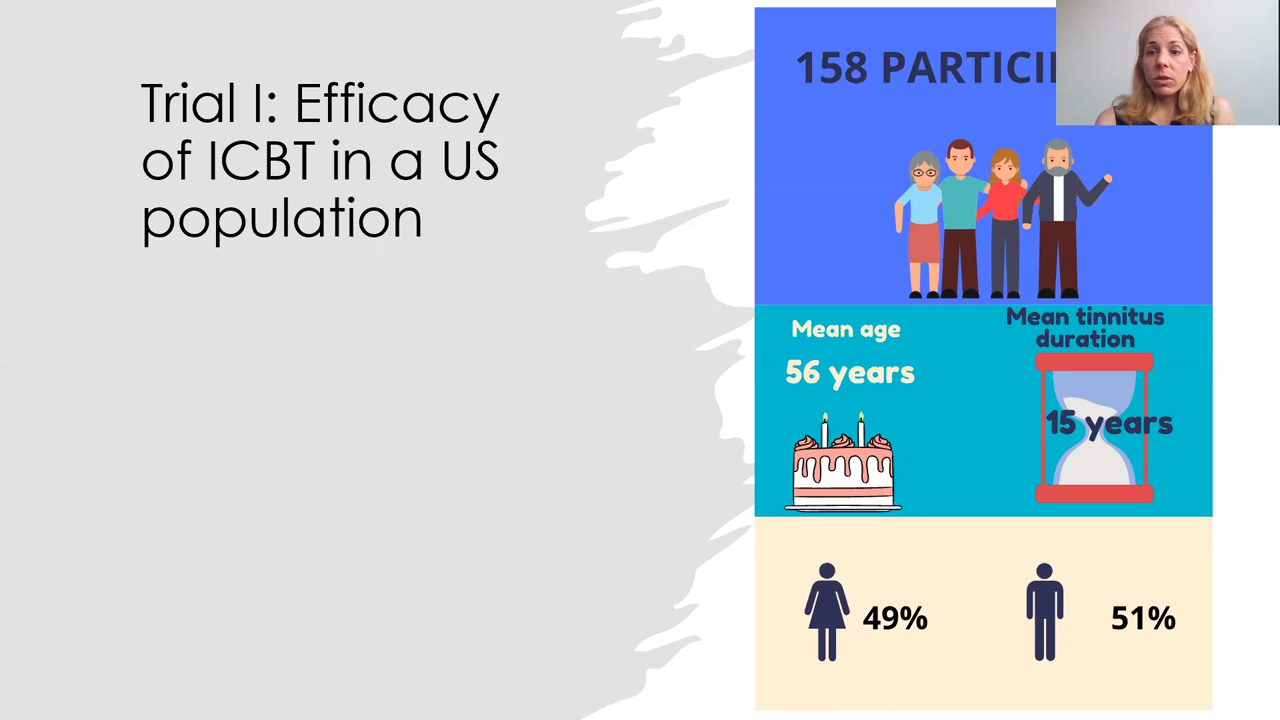 Trial I: Efficacy
of ICBT in a US
population
158
Mean age
56 years
Mean tinnitus
duration
15 years
49%
51%